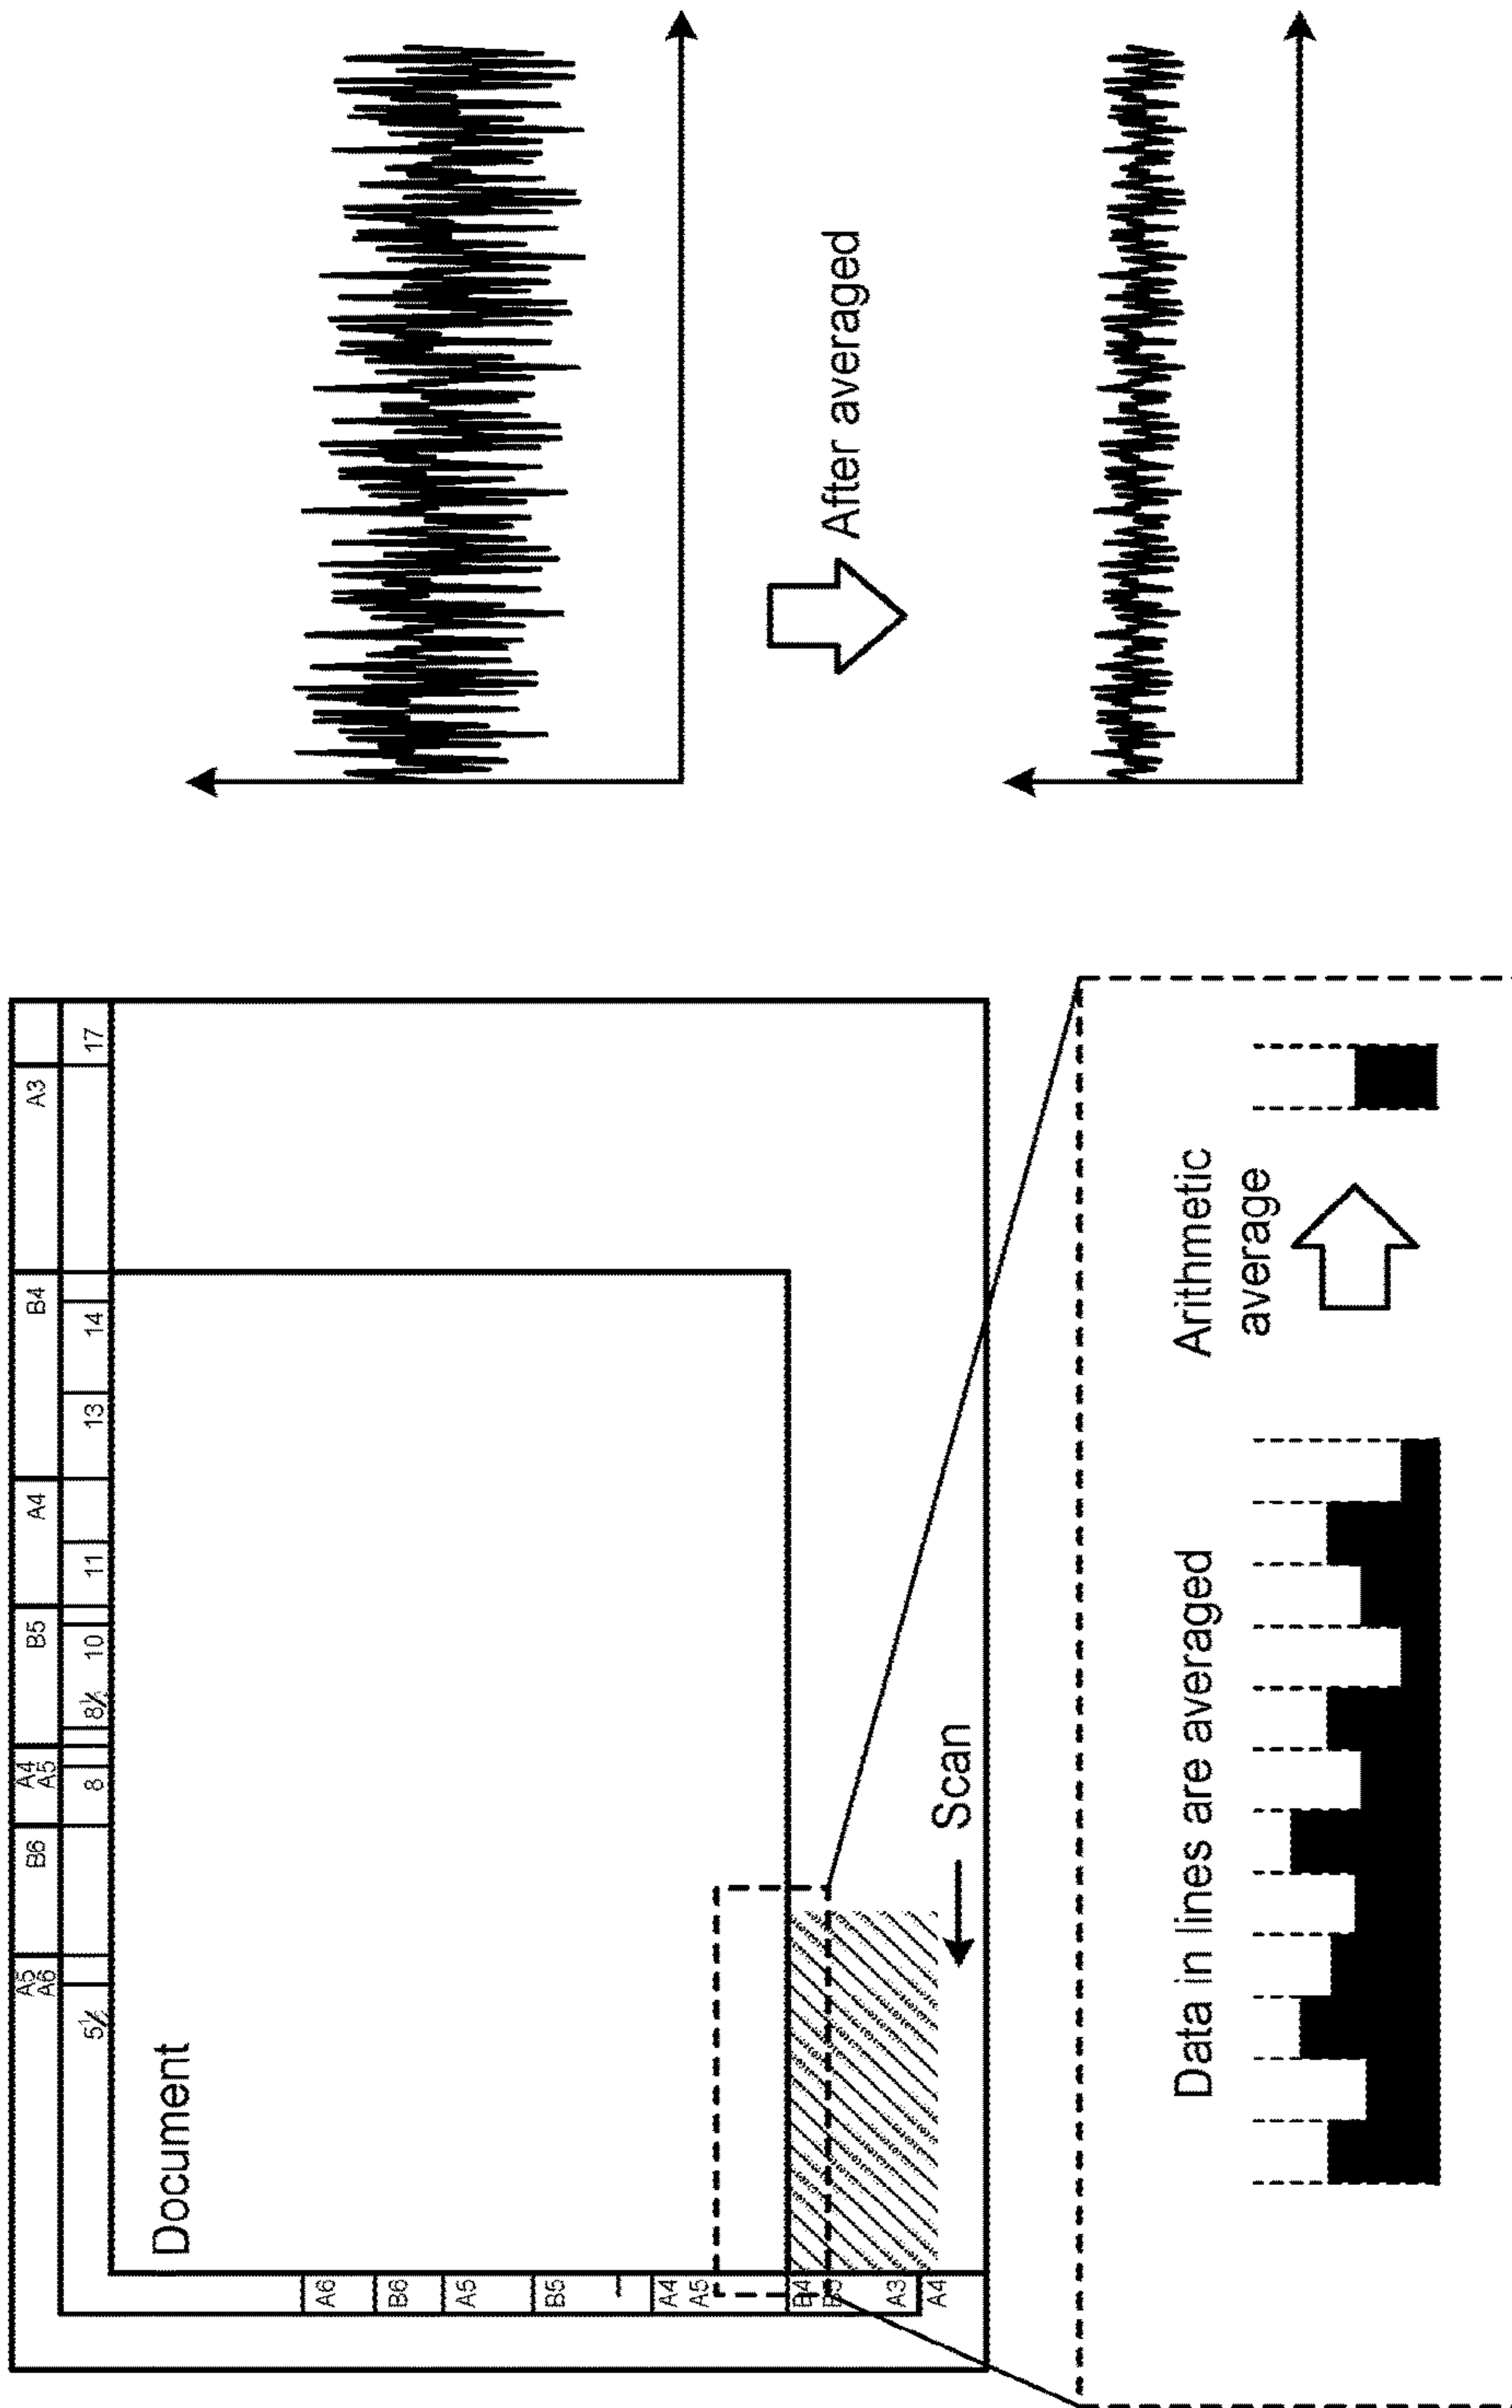 A5
A6
B6
A4
A5
B5
A4
B4
A3
5½
8
8½
10
11
13
14
17
Document
A6
B6
A5
B5
A4
A5
B4
B5
A3
A4
Scan
Data in lines are averaged
Arithmetic
average
After averaged